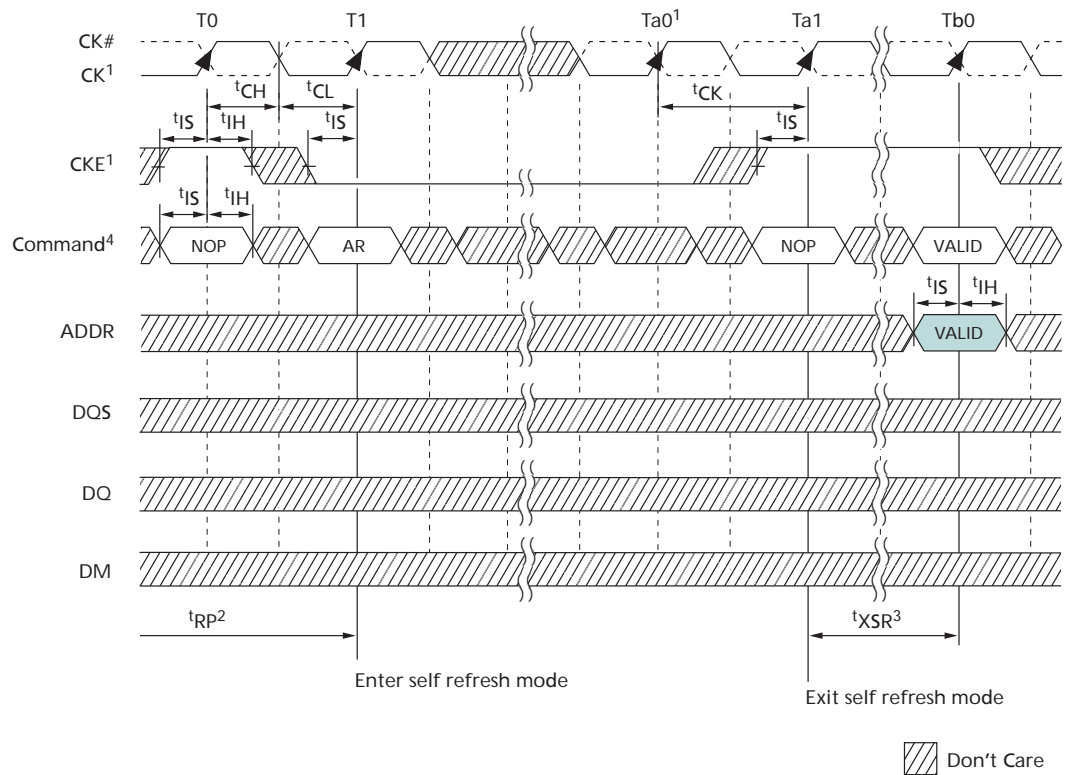 T0 T1 Ta0¹ Ta1 Tb0
CK#
CK¹
tCH tCL tCK
tIS tIH tIS tIS
CKE¹
tIS tIH
Command⁴ NOP AR NOP VALID
tIS tIH
ADDR VALID
DQS
DQ
DM
tRP² tXSR³
Enter self refresh mode
Exit self refresh mode
Don't Care